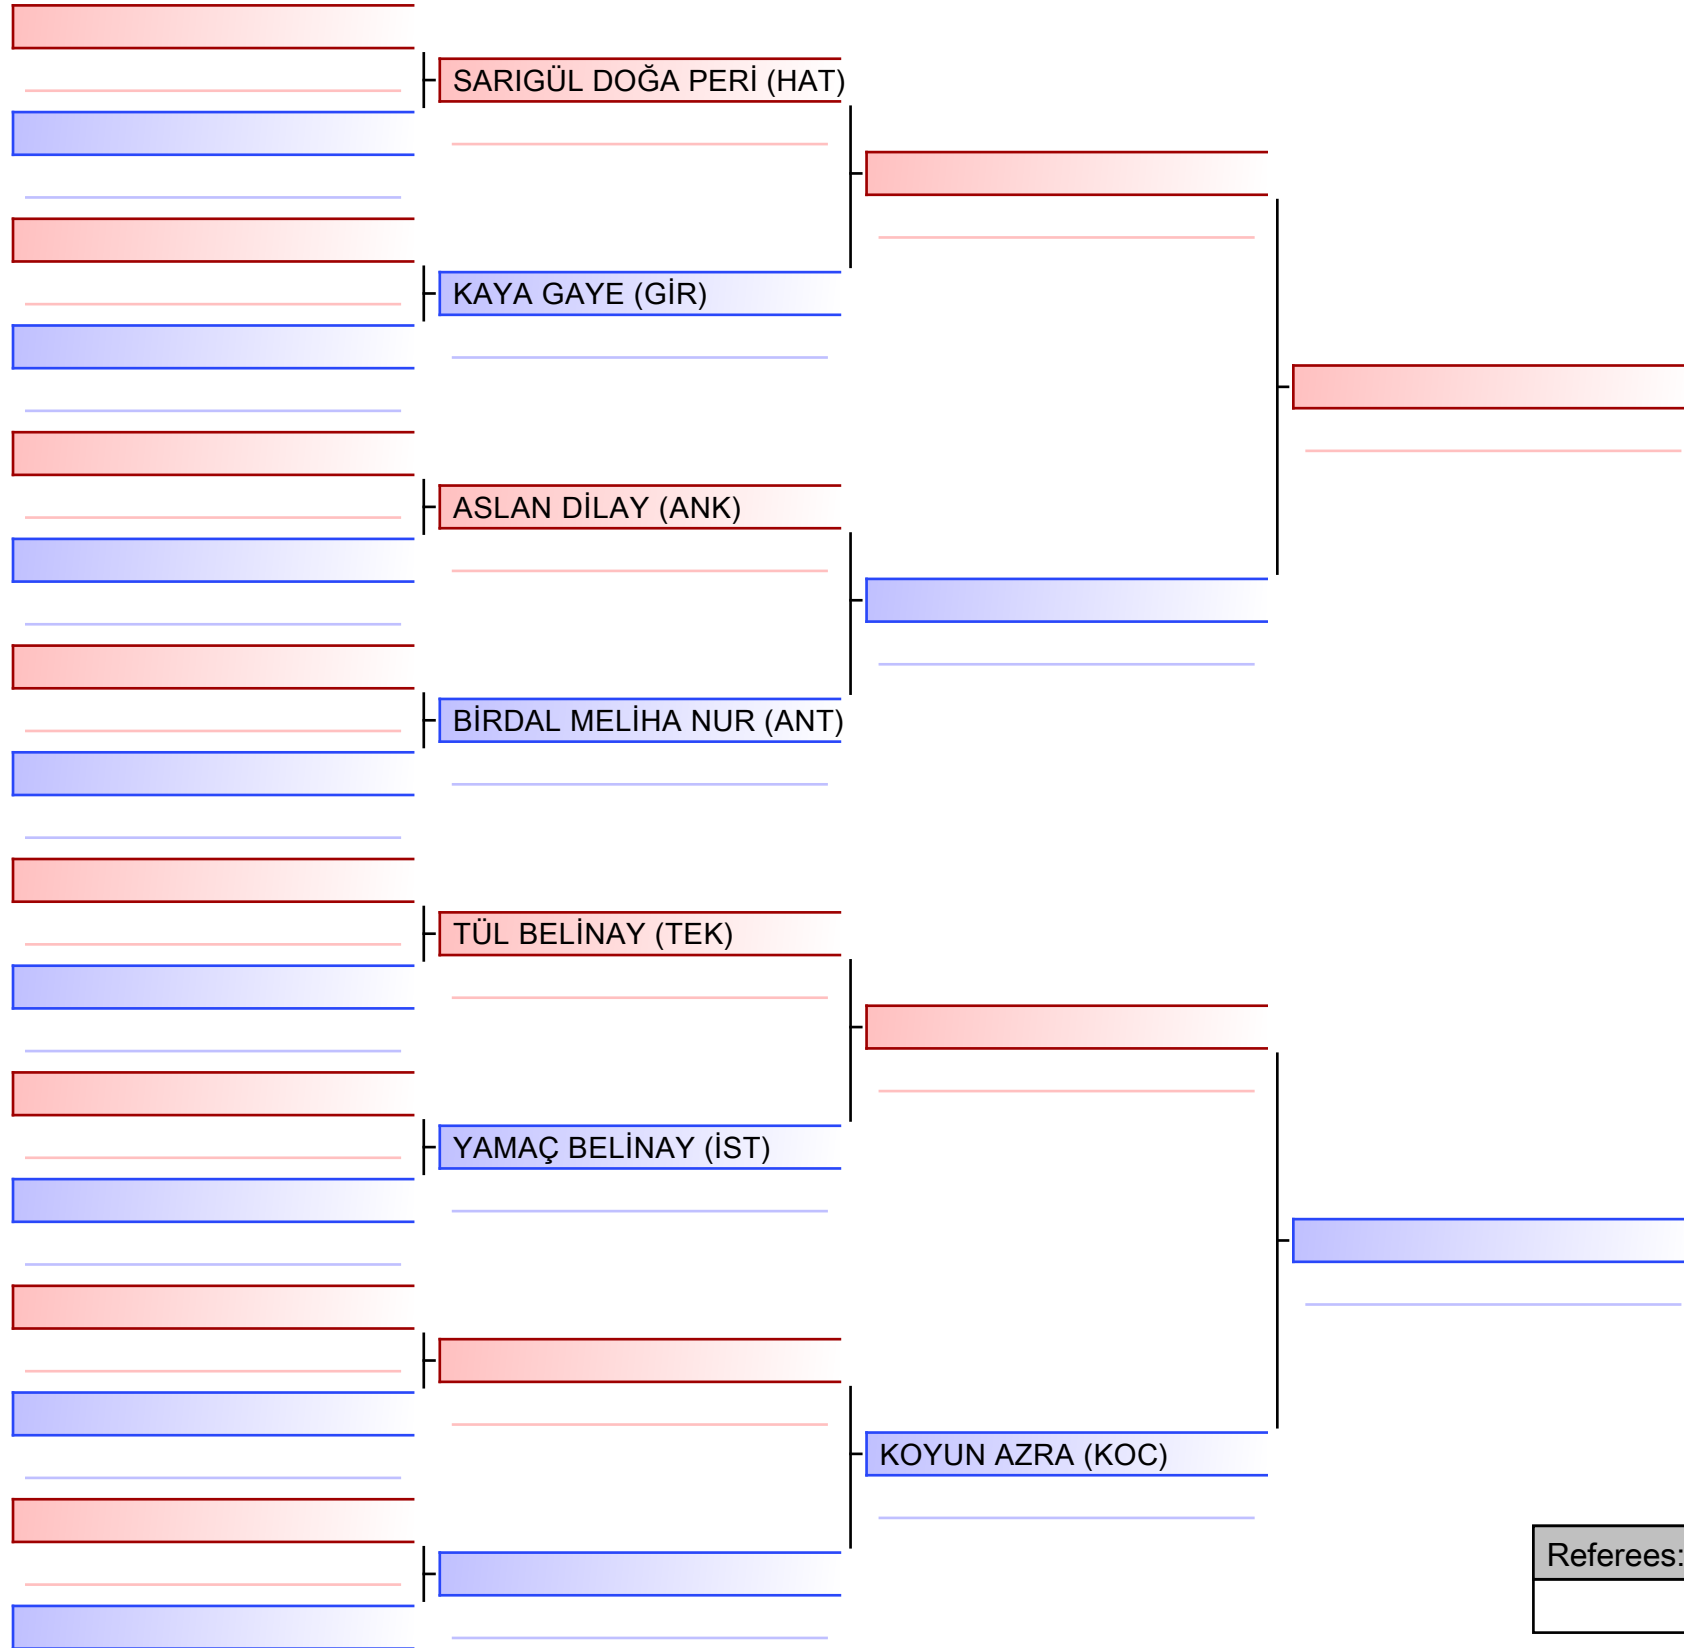 SARIGÜL DOĞA PERİ (HAT)
KAYA GAYE (GİR)
ASLAN DİLAY (ANK)
BİRDAL MELİHA NUR (ANT)
TÜL BELİNAY (TEK)
YAMAÇ BELİNAY (İST)
KOYUN AZRA (KOC)
Referees: